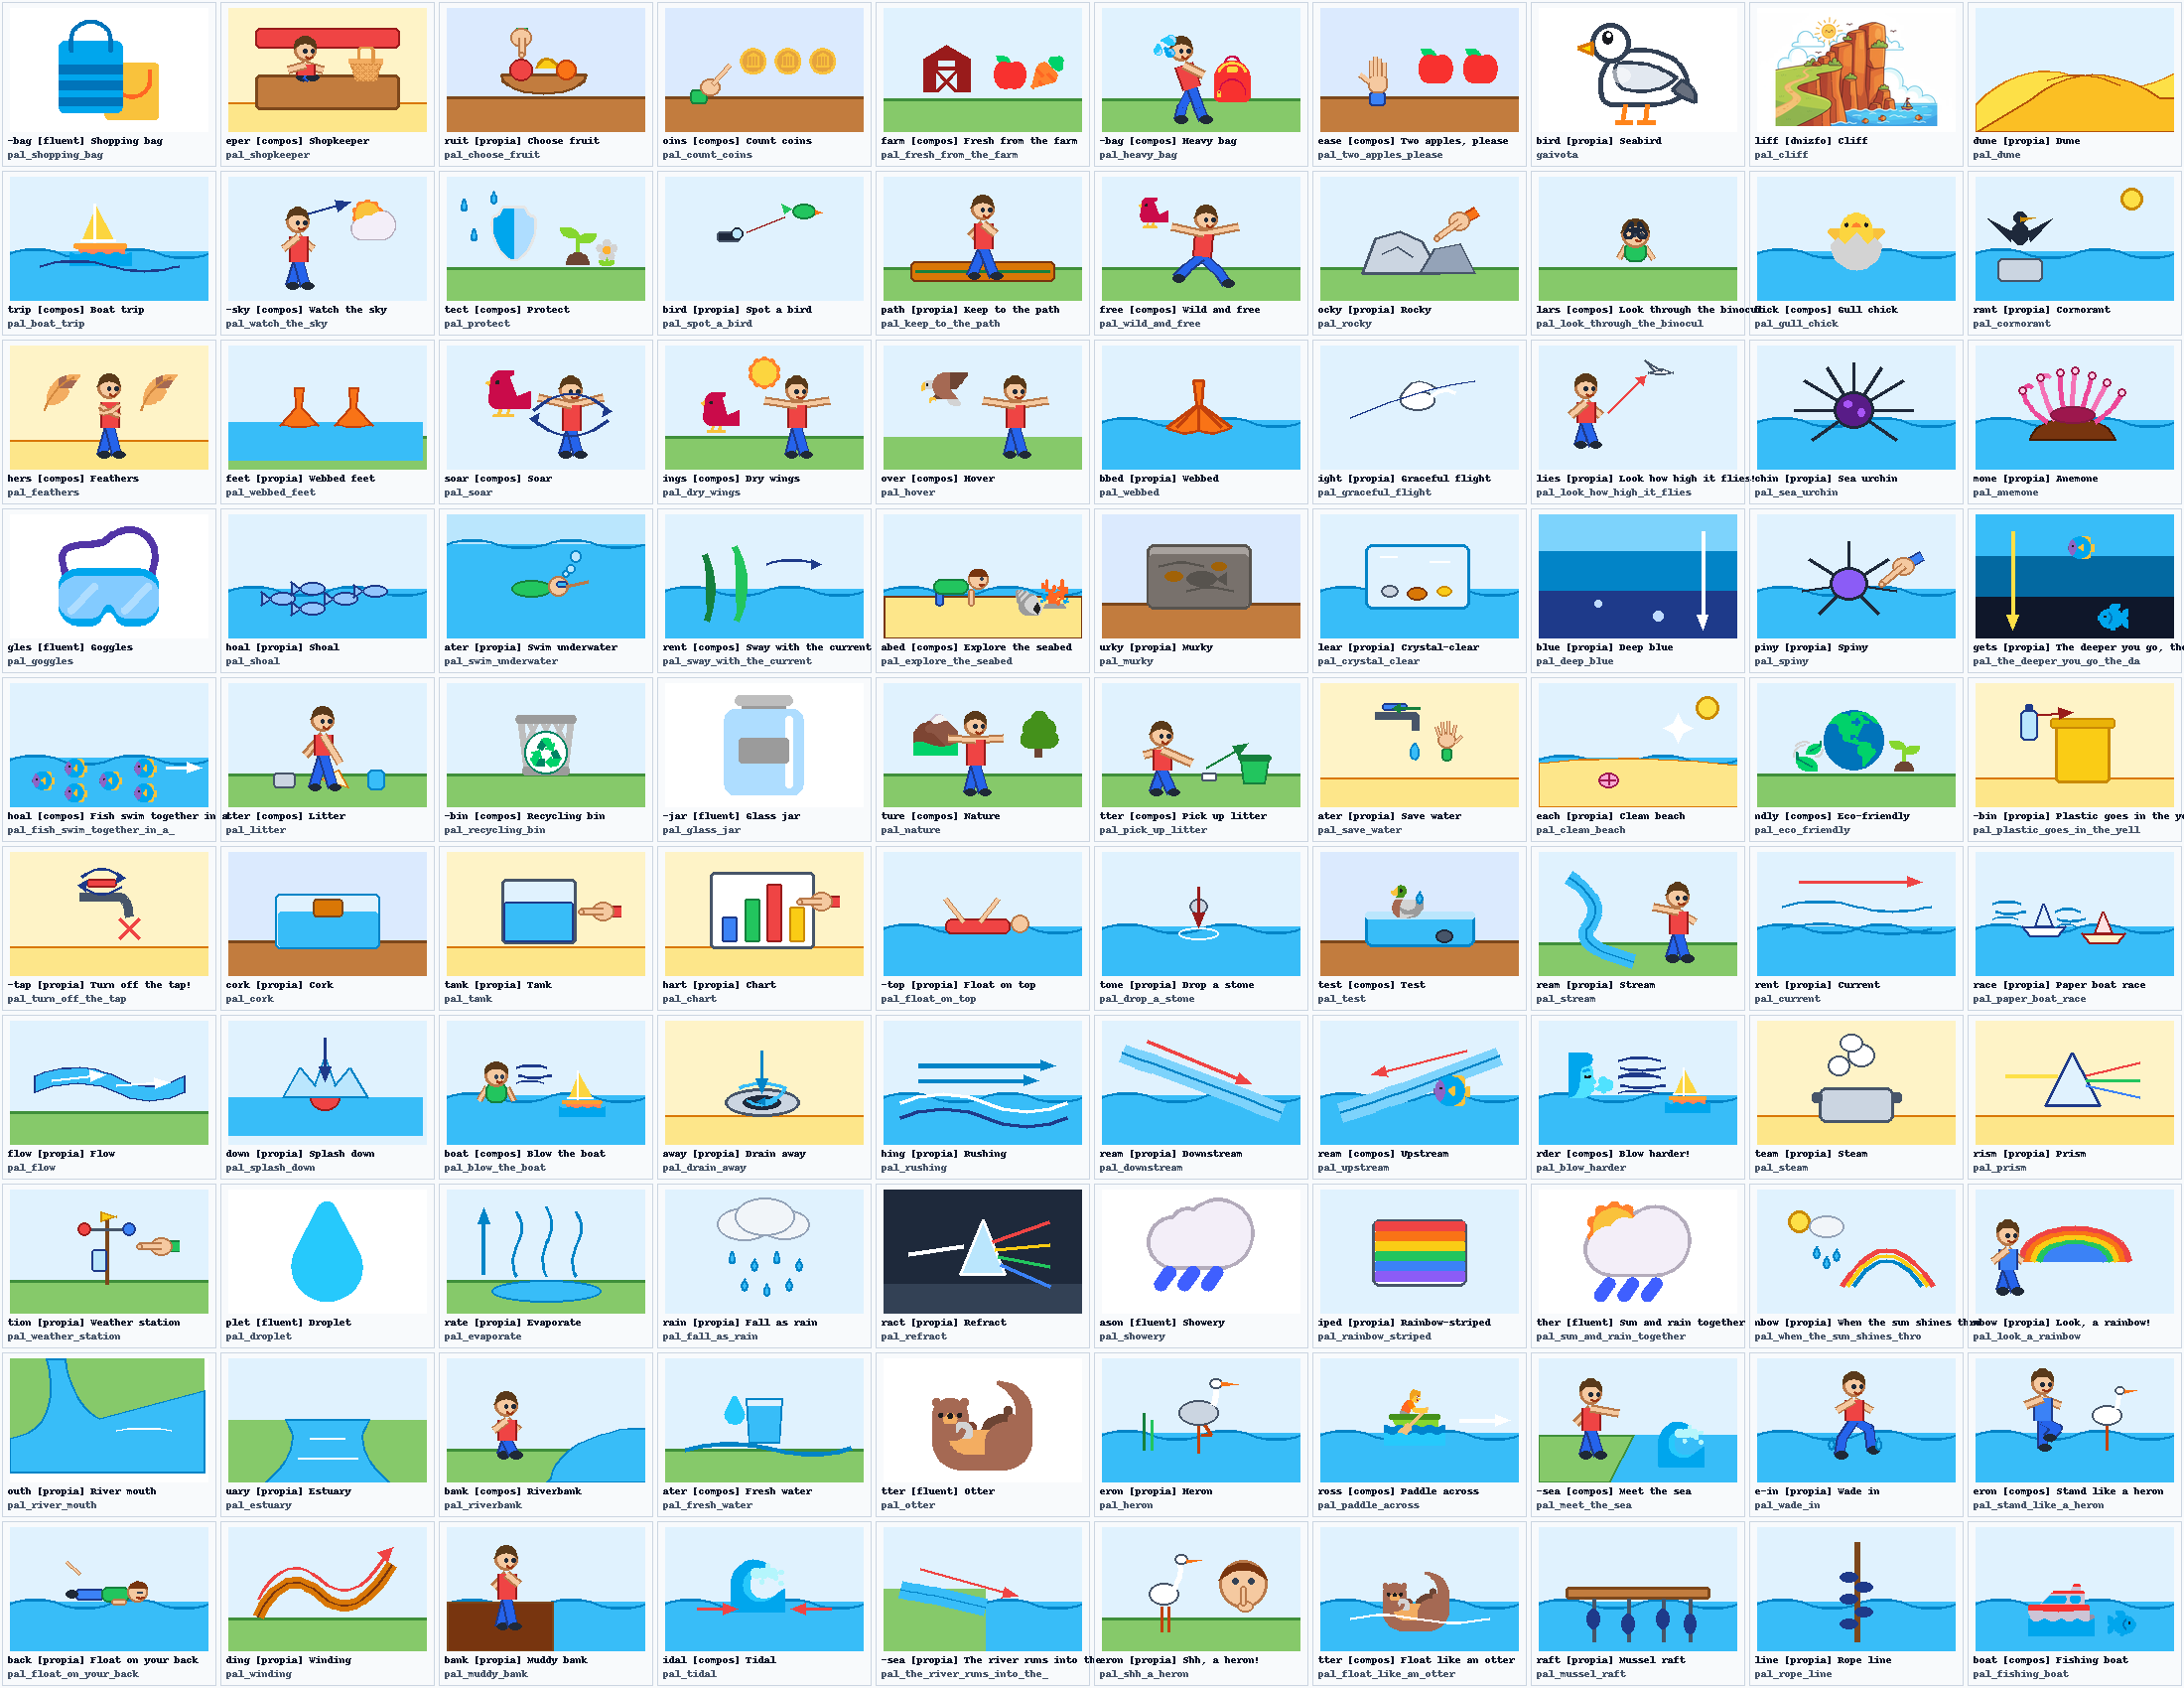 -bag [fluent] Shopping bag
pal_shopping_bag
eper [compos] Shopkeeper
pal_shopkeeper
ruit [propia] Choose fruit
pal_choose_fruit
oins [compos] Count coins
pal_count_coins
farm [compos] Fresh from the farm
pal_fresh_from_the_farm
-bag [compos] Heavy bag
pal_heavy_bag
ease [compos] Two apples, please
pal_two_apples_please
bird [propia] Seabird
gaivota
liff [dnizfo] Cliff
pal_cliff
dune [propia] Dune
pal_dune
trip [compos] Boat trip
pal_boat_trip
-sky [compos] Watch the sky
pal_watch_the_sky
tect [compos] Protect
pal_protect
bird [propia] Spot a bird
pal_spot_a_bird
path [propia] Keep to the path
pal_keep_to_the_path
free [compos] Wild and free
pal_wild_and_free
ocky [propia] Rocky
pal_rocky
lars [compos] Look through the binocul
pal_look_through_the_binocul
hick [compos] Gull chick
pal_gull_chick
rant [propia] Cormorant
pal_cormorant
hers [compos] Feathers
pal_feathers
feet [propia] Webbed feet
pal_webbed_feet
soar [compos] Soar
pal_soar
ings [compos] Dry wings
pal_dry_wings
over [compos] Hover
pal_hover
bbed [propia] Webbed
pal_webbed
ight [propia] Graceful flight
pal_graceful_flight
lies [propia] Look how high it flies!
pal_look_how_high_it_flies
chin [propia] Sea urchin
pal_sea_urchin
mone [propia] Anemone
pal_anemone
gles [fluent] Goggles
pal_goggles
hoal [propia] Shoal
pal_shoal
ater [propia] Swim underwater
pal_swim_underwater
rent [compos] Sway with the current
pal_sway_with_the_current
abed [compos] Explore the seabed
pal_explore_the_seabed
urky [propia] Murky
pal_murky
lear [propia] Crystal-clear
pal_crystal_clear
blue [propia] Deep blue
pal_deep_blue
piny [propia] Spiny
pal_spiny
gets [propia] The deeper you go, the
pal_the_deeper_you_go_the_da
hoal [compos] Fish swim together in a
pal_fish_swim_together_in_a_
tter [compos] Litter
pal_litter
-bin [compos] Recycling bin
pal_recycling_bin
-jar [fluent] Glass jar
pal_glass_jar
ture [compos] Nature
pal_nature
tter [compos] Pick up litter
pal_pick_up_litter
ater [propia] Save water
pal_save_water
each [propia] Clean beach
pal_clean_beach
ndly [compos] Eco-friendly
pal_eco_friendly
-bin [propia] Plastic goes in the ye
pal_plastic_goes_in_the_yell
-tap [propia] Turn off the tap!
pal_turn_off_the_tap
cork [propia] Cork
pal_cork
tank [propia] Tank
pal_tank
hart [propia] Chart
pal_chart
-top [propia] Float on top
pal_float_on_top
tone [propia] Drop a stone
pal_drop_a_stone
test [compos] Test
pal_test
ream [propia] Stream
pal_stream
rent [propia] Current
pal_current
race [propia] Paper boat race
pal_paper_boat_race
flow [propia] Flow
pal_flow
down [propia] Splash down
pal_splash_down
boat [compos] Blow the boat
pal_blow_the_boat
away [propia] Drain away
pal_drain_away
hing [propia] Rushing
pal_rushing
ream [propia] Downstream
pal_downstream
ream [compos] Upstream
pal_upstream
rder [compos] Blow harder!
pal_blow_harder
team [propia] Steam
pal_steam
rism [propia] Prism
pal_prism
tion [propia] Weather station
pal_weather_station
plet [fluent] Droplet
pal_droplet
rate [propia] Evaporate
pal_evaporate
rain [propia] Fall as rain
pal_fall_as_rain
ract [propia] Refract
pal_refract
ason [fluent] Showery
pal_showery
iped [propia] Rainbow-striped
pal_rainbow_striped
ther [fluent] Sun and rain together
pal_sun_and_rain_together
nbow [propia] When the sun shines thro
pal_when_the_sun_shines_thro
nbow [propia] Look, a rainbow!
pal_look_a_rainbow
outh [propia] River mouth
pal_river_mouth
uary [propia] Estuary
pal_estuary
bank [compos] Riverbank
pal_riverbank
ater [compos] Fresh water
pal_fresh_water
tter [fluent] Otter
pal_otter
eron [propia] Heron
pal_heron
ross [compos] Paddle across
pal_paddle_across
-sea [compos] Meet the sea
pal_meet_the_sea
e-in [propia] Wade in
pal_wade_in
eron [compos] Stand like a heron
pal_stand_like_a_heron
back [propia] Float on your back
pal_float_on_your_back
ding [propia] Winding
pal_winding
bank [propia] Muddy bank
pal_muddy_bank
idal [compos] Tidal
pal_tidal
-sea [propia] The river runs into the
pal_the_river_runs_into_the_
eron [propia] Shh, a heron!
pal_shh_a_heron
tter [compos] Float like an otter
pal_float_like_an_otter
raft [propia] Mussel raft
pal_mussel_raft
line [propia] Rope line
pal_rope_line
boat [compos] Fishing boat
pal_fishing_boat